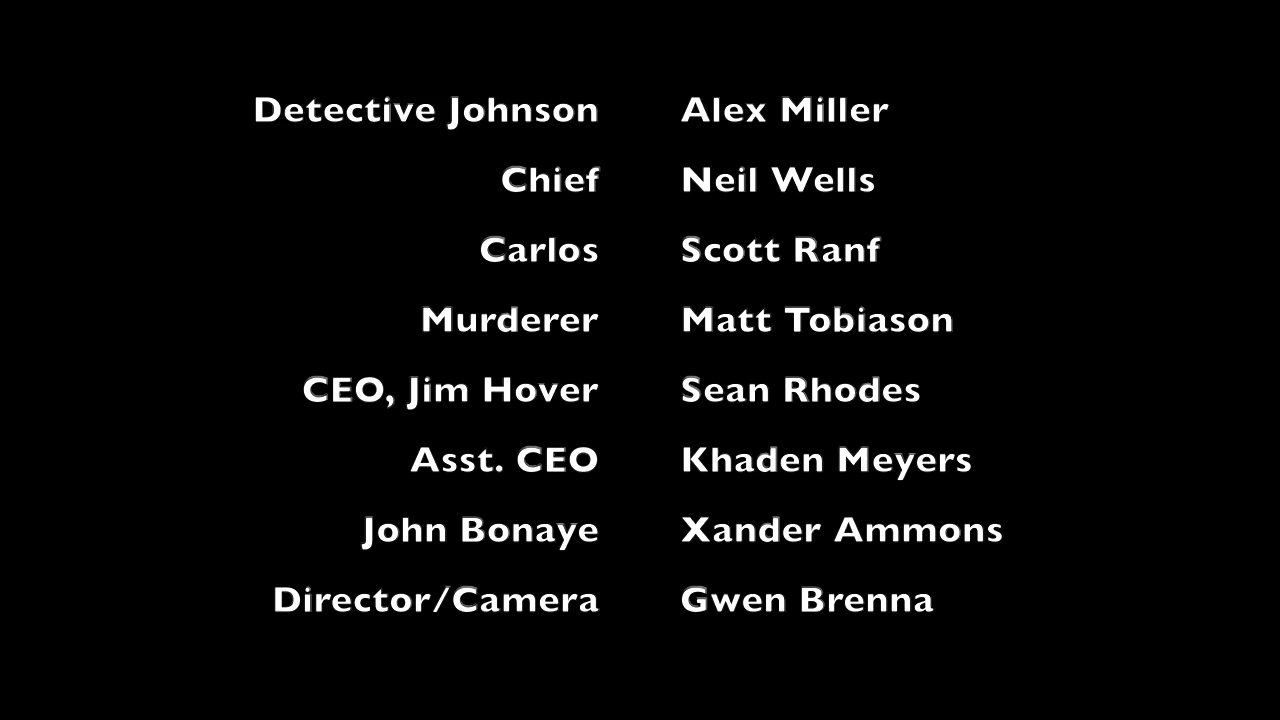 Detective Johnson Alex Miller
Chief Neil Wells
Carlos Scott Ranf
Murderer Matt Tobiason
CEO, Jim Hover Sean Rhodes
Asst. CEO Khaden Meyers
John Bonaye Xander Ammons
Director/Camera Gwen Brenna